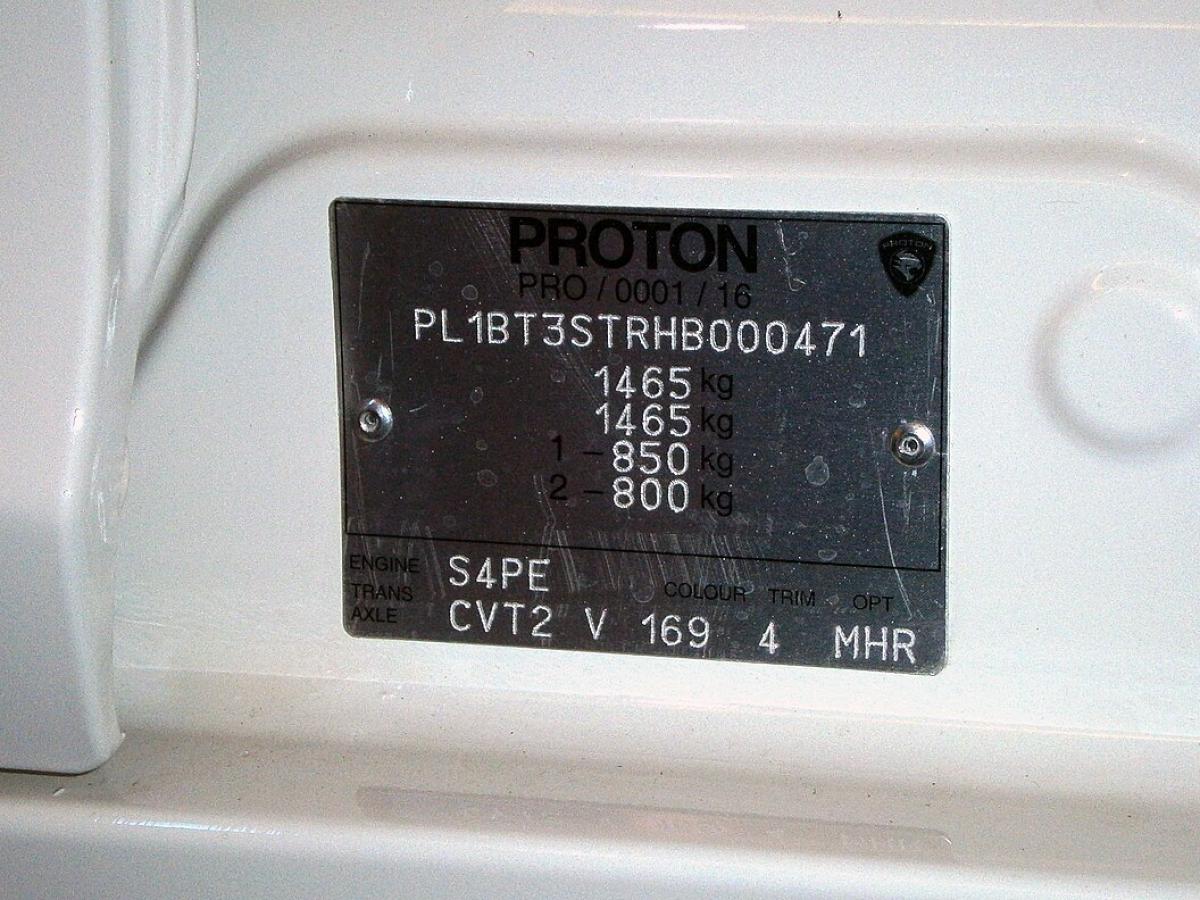 PROTON
PROTON
PRO / 0001 / 16
PL1BT3STRHB000471
1465 kg
1465 kg
1 - 850 kg
2 - 800 kg
ENGINE S4PE
COLOUR TRIM OPT
TRANS
AXLE CVT2 V 169 4 MHR